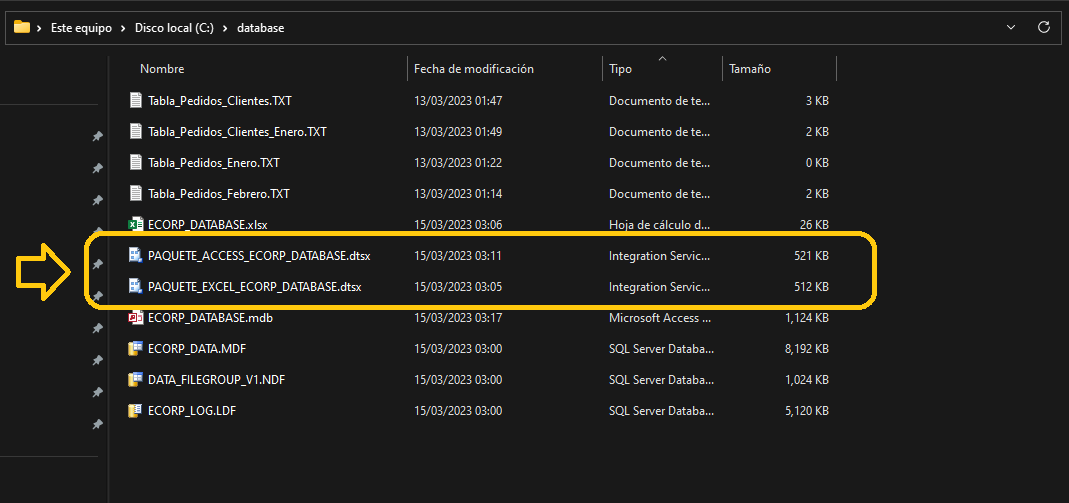 Este equipo > Disco local (C:) > database
Nombre Fecha de modificación Tipo Tamaño
Tabla_Pedidos_Clientes.TXT 13/03/2023 01:47 Documento de te... 3 KB
Tabla_Pedidos_Clientes_Enero.TXT 13/03/2023 01:49 Documento de te... 2 KB
Tabla_Pedidos_Enero.TXT 13/03/2023 01:22 Documento de te... 0 KB
Tabla_Pedidos_Febrero.TXT 13/03/2023 01:14 Documento de te... 2 KB
ECORP_DATABASE.xlsx 15/03/2023 03:06 Hoja de cálculo d... 26 KB
PAQUETE_ACCESS_ECORP_DATABASE.dtsx 15/03/2023 03:11 Integration Servic... 521 KB
PAQUETE_EXCEL_ECORP_DATABASE.dtsx 15/03/2023 03:05 Integration Servic... 512 KB
ECORP_DATABASE.mdb 15/03/2023 03:17 Microsoft Access ... 1,124 KB
ECORP_DATA.MDF 15/03/2023 03:00 SQL Server Databa... 8,192 KB
DATA_FILEGROUP_V1.NDF 15/03/2023 03:00 SQL Server Databa... 1,024 KB
ECORP_LOG.LDF 15/03/2023 03:00 SQL Server Databa... 5,120 KB